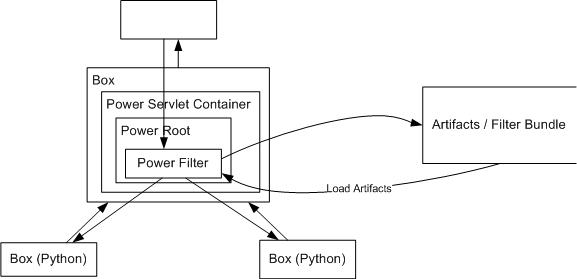 Box
Power Servlet Container
Power Root
Power Filter
Artifacts / Filter Bundle
Load Artifacts
Box (Python)
Box (Python)